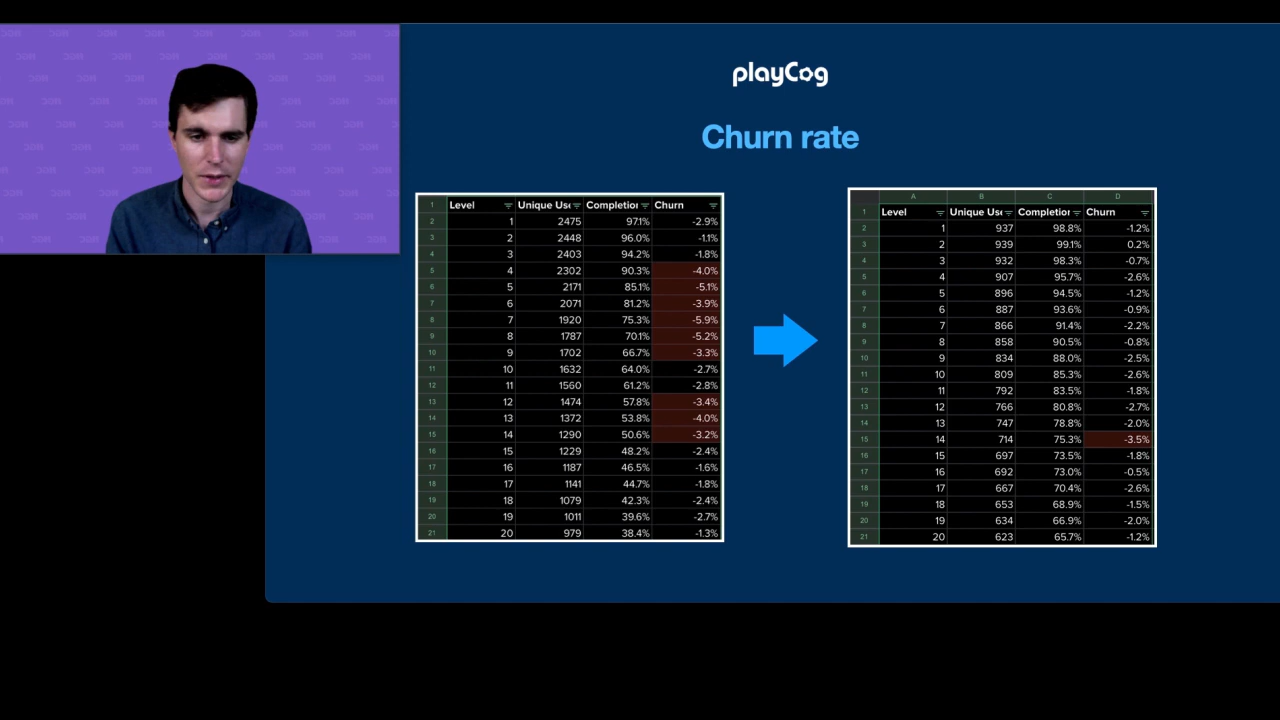 playCog
Churn rate
1 Level Unique Use Completion Churn
2 1 2475 97.1% -2.9%
3 2 2448 96.0% -1.1%
4 3 2403 94.2% -1.8%
5 4 2302 90.3% -4.0%
6 5 2171 85.1% -5.1%
7 6 2071 81.2% -3.9%
8 7 1920 75.3% -5.9%
9 8 1787 70.1% -5.2%
10 9 1702 66.7% -3.3%
11 10 1632 64.0% -2.7%
12 11 1560 61.2% -2.8%
13 12 1474 57.8% -3.4%
14 13 1372 53.8% -4.0%
15 14 1290 50.6% -3.2%
16 15 1229 48.2% -2.4%
17 16 1187 46.5% -1.6%
18 17 1141 44.7% -1.8%
19 18 1079 42.3% -2.4%
20 19 1011 39.6% -2.7%
21 20 979 38.4% -1.3%
A B C D
1 Level Unique Use Completion Churn
2 1 937 98.8% -1.2%
3 2 939 99.1% 0.2%
4 3 932 98.3% -0.7%
5 4 907 95.7% -2.6%
6 5 896 94.5% -1.2%
7 6 887 93.6% -0.9%
8 7 866 91.4% -2.2%
9 8 858 90.5% -0.8%
10 9 834 88.0% -2.5%
11 10 809 85.3% -2.6%
12 11 792 83.5% -1.8%
13 12 766 80.8% -2.7%
14 13 747 78.8% -2.0%
15 14 714 75.3% -3.5%
16 15 697 73.5% -1.8%
17 16 692 73.0% -0.5%
18 17 667 70.4% -2.6%
19 18 653 68.9% -1.5%
20 19 634 66.9% -2.0%
21 20 623 65.7% -1.2%